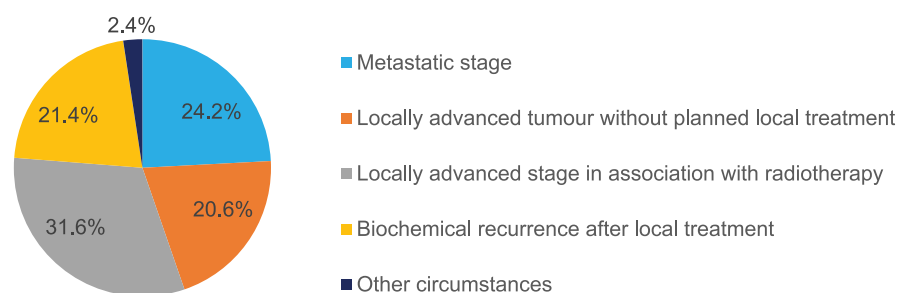 2.4%
24.2%
21.4%
20.6%
31.6%
Metastatic stage
Locally advanced tumour without planned local treatment
Locally advanced stage in association with radiotherapy
Biochemical recurrence after local treatment
Other circumstances